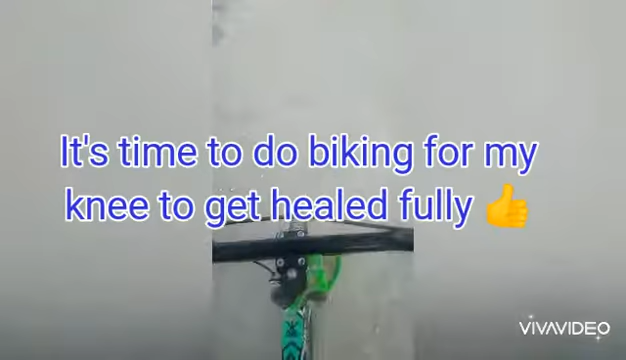 It's time to do biking for my
knee to get healed fully 👍
VIVAVIDEO